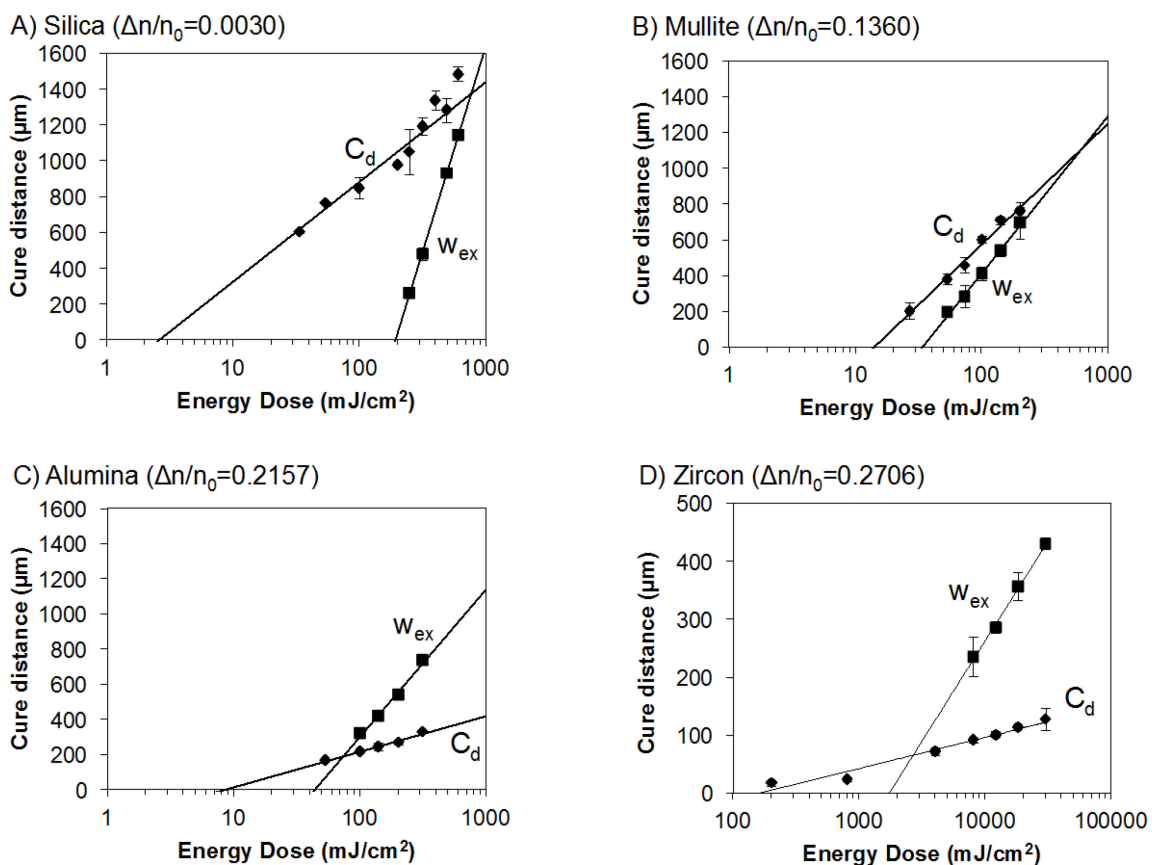 A) Silica (Δn/n₀=0.0030)
1600
1400
1200
1000
800
600
400
200
0
Cure distance (µm)
C_d
w_ex
1 10 100 1000
Energy Dose (mJ/cm²)
B) Mullite (Δn/n₀=0.1360)
1600
1400
1200
1000
800
600
400
200
0
Cure distance (µm)
C_d
w_ex
1 10 100 1000
Energy Dose (mJ/cm²)
C) Alumina (Δn/n₀=0.2157)
1600
1400
1200
1000
800
600
400
200
0
Cure distance (µm)
w_ex
C_d
1 10 100 1000
Energy Dose (mJ/cm²)
D) Zircon (Δn/n₀=0.2706)
500
400
300
200
100
0
Cure distance (µm)
w_ex
C_d
100 1000 10000 100000
Energy Dose (mJ/cm²)